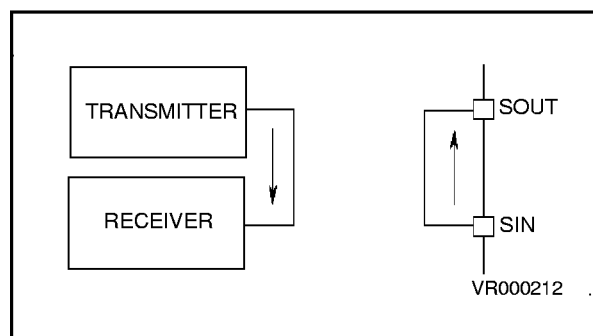 TRANSMITTER
SOUT
RECEIVER
SIN
VR000212